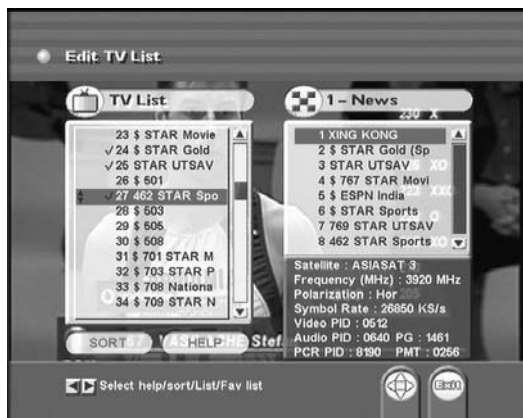 Edit TV List
TV List
23 $ STAR Movie
✓24 $ STAR Gold
✓25 STAR UTSAV
26 $ 501
✓27 462 STAR Spo
28 $ 503
29 $ 505
30 $ 508
31 $ 701 STAR M
32 $ 703 STAR P
33 $ 708 Nationa
34 $ 709 STAR N
SORT
HELP
1 – News
230 X
1 XING KONG
2 $ STAR Gold (Sp
3 STAR UTSAV
4 $ 767 STAR Movi
5 $ ESPN India
6 $ STAR Sports
7 769 STAR UTSAV
8 462 STAR Sports
Satellite : ASIASAT 3
Frequency (MHz) : 3920 MHz
Polarization : Hor
Symbol Rate : 26850 KS/s
Video PID : 0512
Audio PID : 0640 PG : 1461
PCR PID : 8190 PMT : 0256
Select help/sort/List/Fav list
Exit